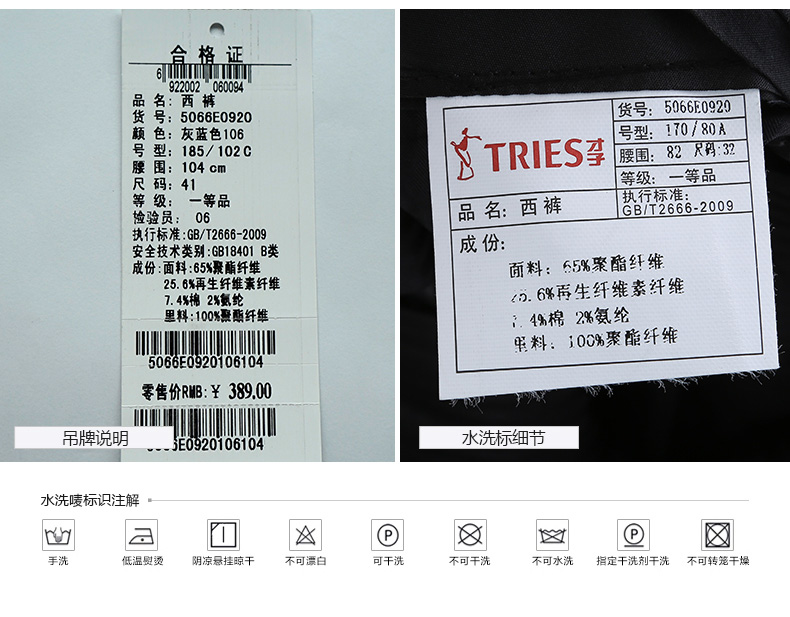 合格证
6 922002 060094
品 名: 西 裤
货 号: 5066E0920
颜 色: 灰蓝色106
号 型: 185/102C
腰 围: 104 cm
尺 码: 41
等 级: 一等品
检验员: 06
执行标准:GB/T2666-2009
安全技术类别:GB18401 B类
成份:面料:65%聚酯纤维
25.6%再生纤维素纤维
7.4%棉 2%氨纶
里料:100%聚酯纤维
5066E0920106104
零售价RMB:¥ 389.00
5066E0920106104
吊牌说明
TRIES才子
货号: 5066E0920
号型: 170/80A
腰围: 82 尺码:32
等级: 一等品
品 名: 西裤
执行标准:
GB/T2666-2009
成份:
面料: 65%聚酯纤维
25.6%再生纤维素纤维
7.4%棉 2%氨纶
里料: 100%聚酯纤维
水洗标细节
水洗唛标识注解
手洗
低温熨烫
阴凉悬挂晾干
不可漂白
P
可干洗
不可干洗
不可水洗
P
指定干洗剂干洗
不可转笼干燥